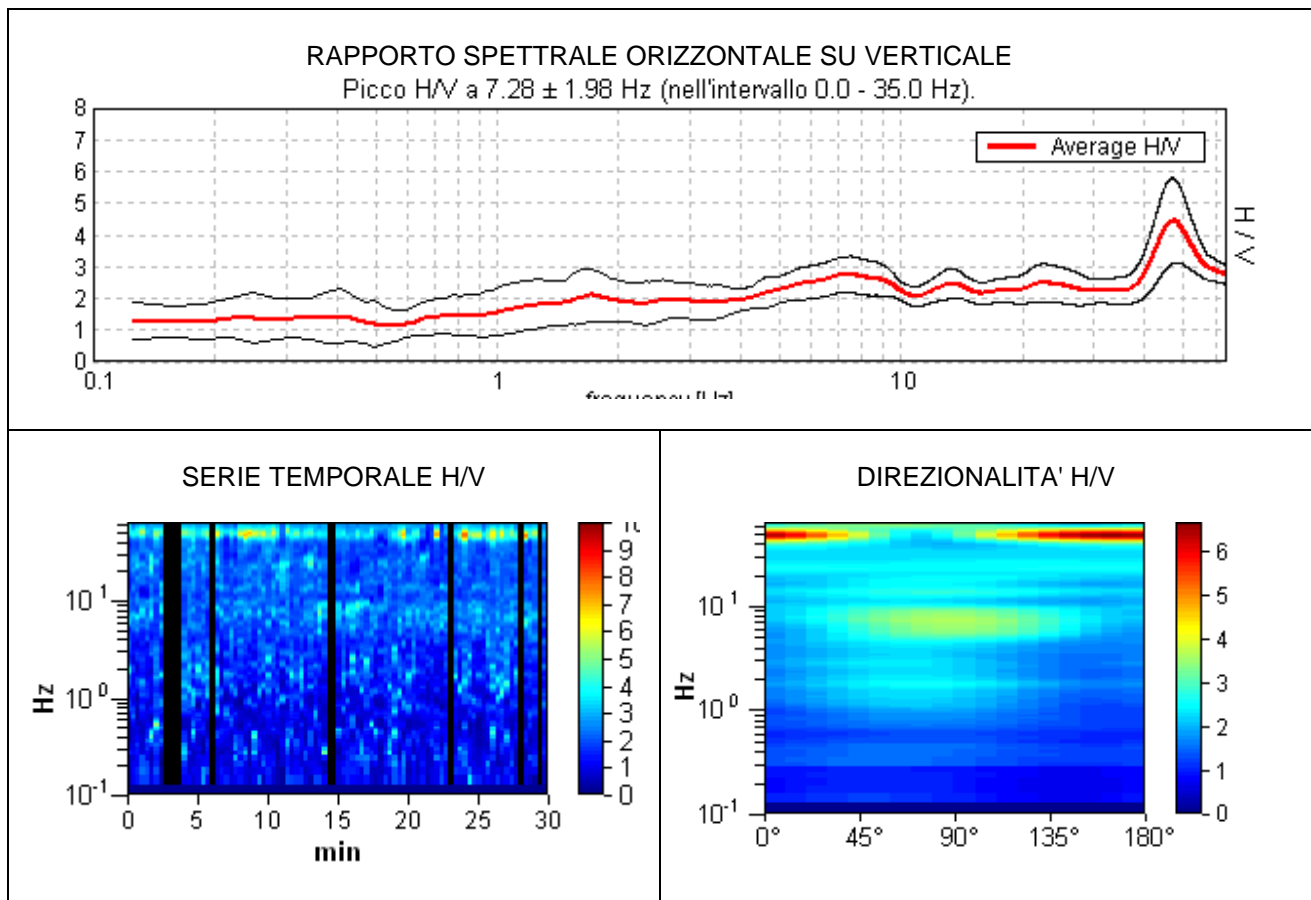 RAPPORTO SPETTRALE ORIZZONTALE SU VERTICALE
Picco H/V a 7.28 ± 1.98 Hz (nell'intervallo 0.0 - 35.0 Hz).
8
7
6
5
4
3
2
1
0
Average H/V
H/V
0.1 1 10
frequency [Hz]
SERIE TEMPORALE H/V
Hz
10¹
10⁰
10⁻¹
0 5 10 15 20 25 30
min
10
9
8
7
6
5
4
3
2
1
0
DIREZIONALITA' H/V
Hz
10¹
10⁰
10⁻¹
0° 45° 90° 135° 180°
6
5
4
3
2
1
0